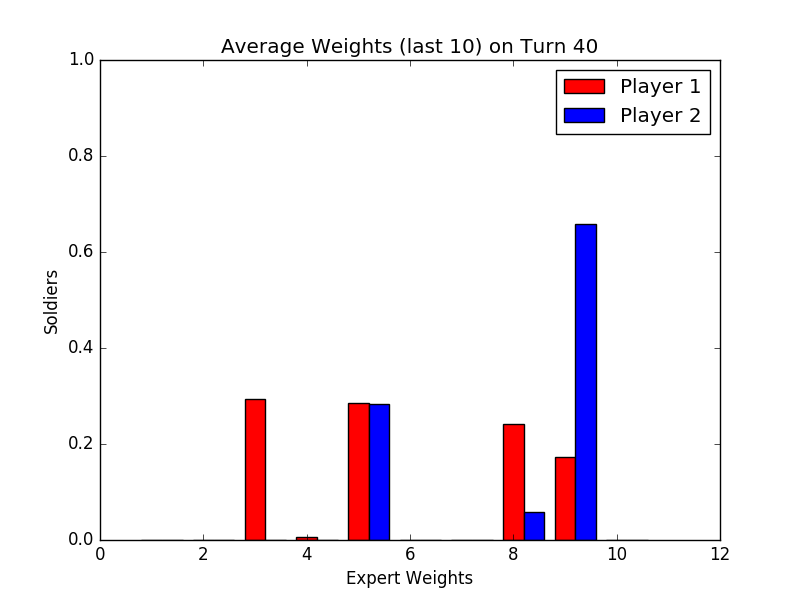 Average Weights (last 10) on Turn 40
1.0
0.8
0.6
0.4
0.2
0.0
Soldiers
Player 1
Player 2
0 2 4 6 8 10 12
Expert Weights